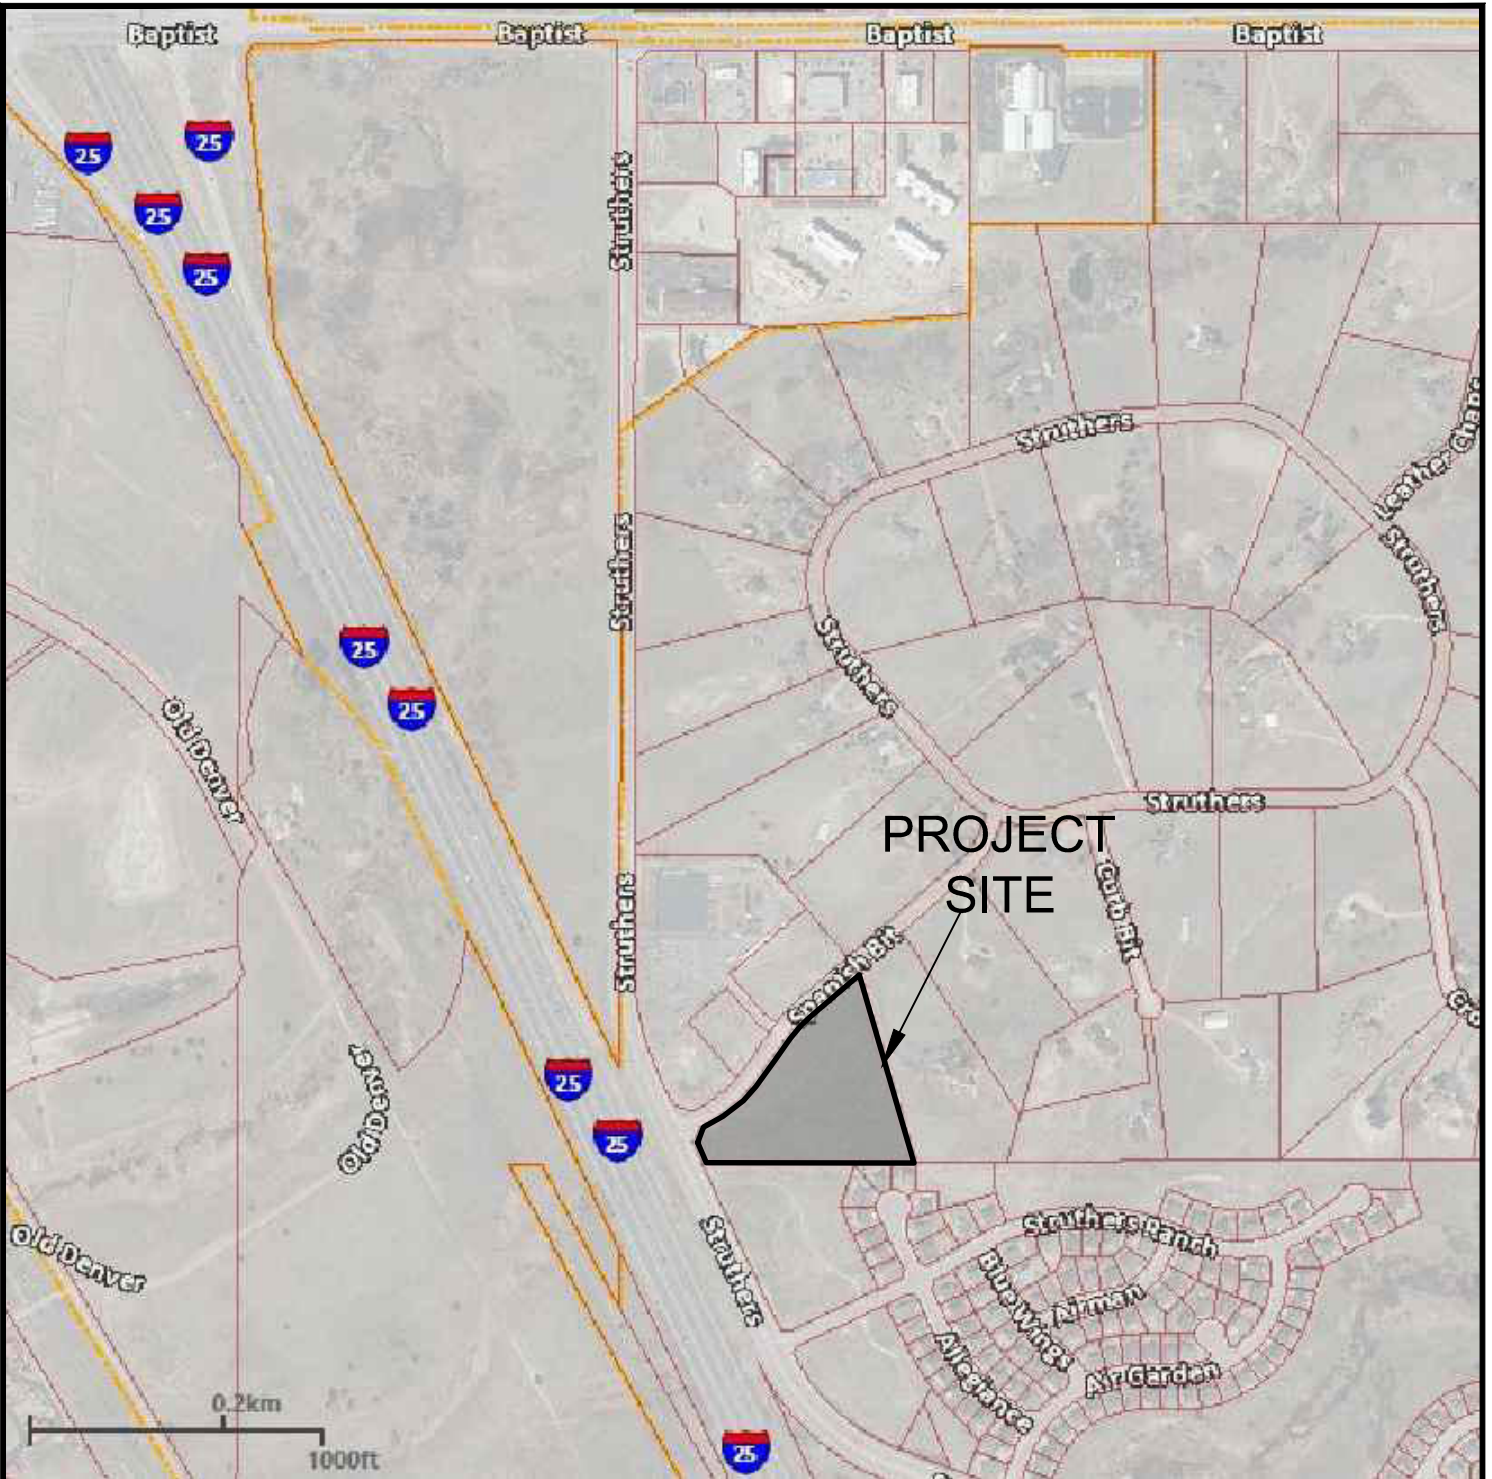 Baptist
Baptist
Baptist
Baptist
25
25
25
25
Struthers
Struthers
Leather Chaps
Struthers
Struthers
Struthers
25
25
Old Denver
Struthers
PROJECT
SITE
Curb Bit
Struthers
Spanish Bit
Old Denver
25
25
Struthers
Struthers Ranch
Old Denver
Blue Wings
Airman
Allegiance
Air Garden
0.2km
1000ft
25